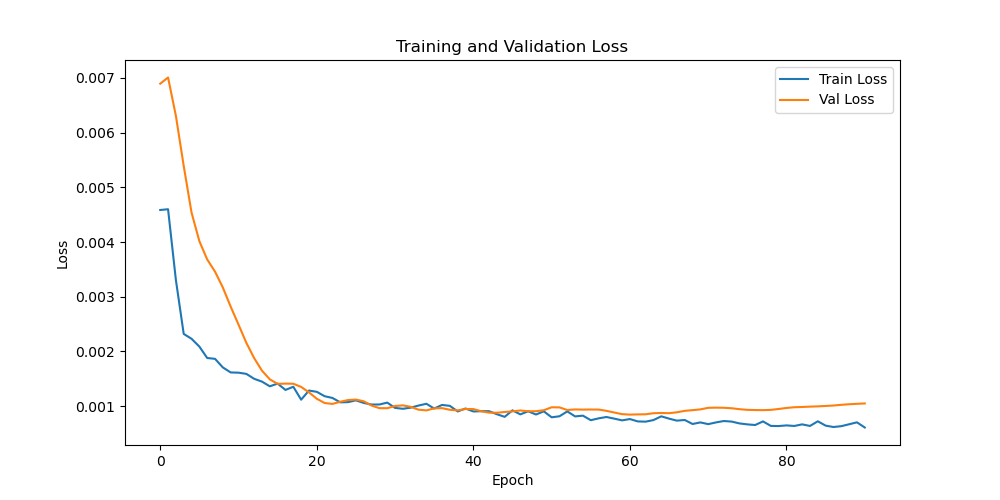 Training and Validation Loss
Train Loss
Val Loss
0.007
0.006
0.005
0.004
0.003
0.002
0.001
Loss
0 20 40 60 80
Epoch